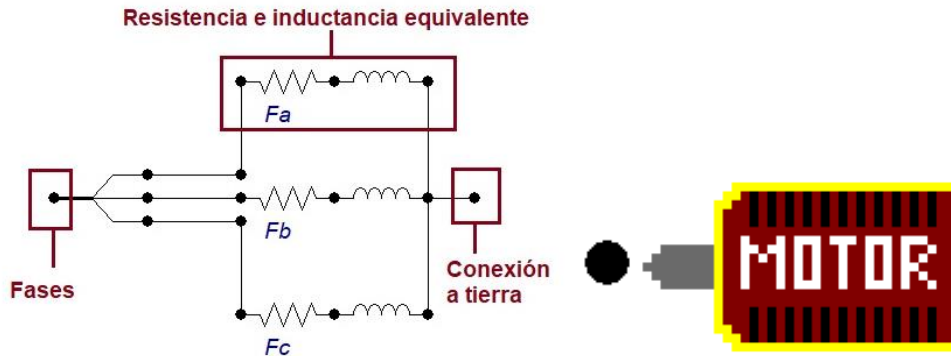 Resistencia e inductancia equivalente
Fa
Fb
Fases
Conexión
a tierra
Fc
MOTOR